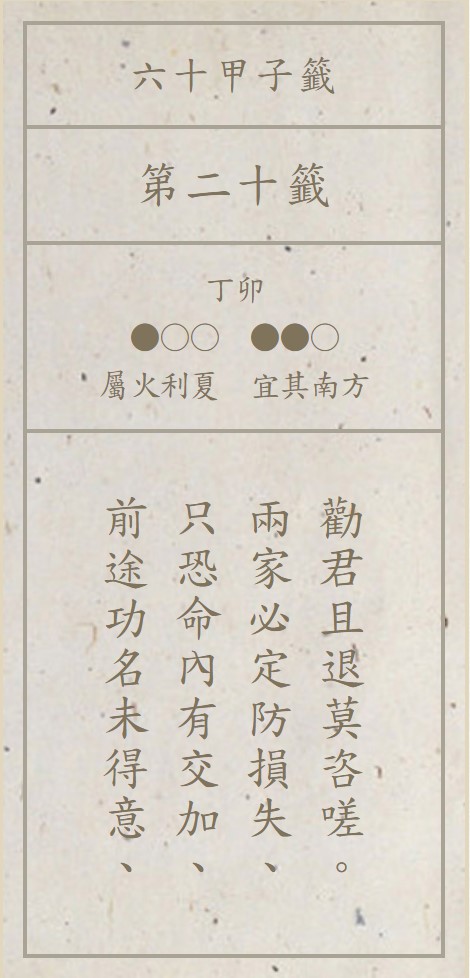 六十甲子籤
第二十籤
丁卯
●○○ ●●○
屬火利夏 宜其南方
前途功名未得意、
只恐命內有交加、
兩家必定防損失、
勸君且退莫咨嗟。